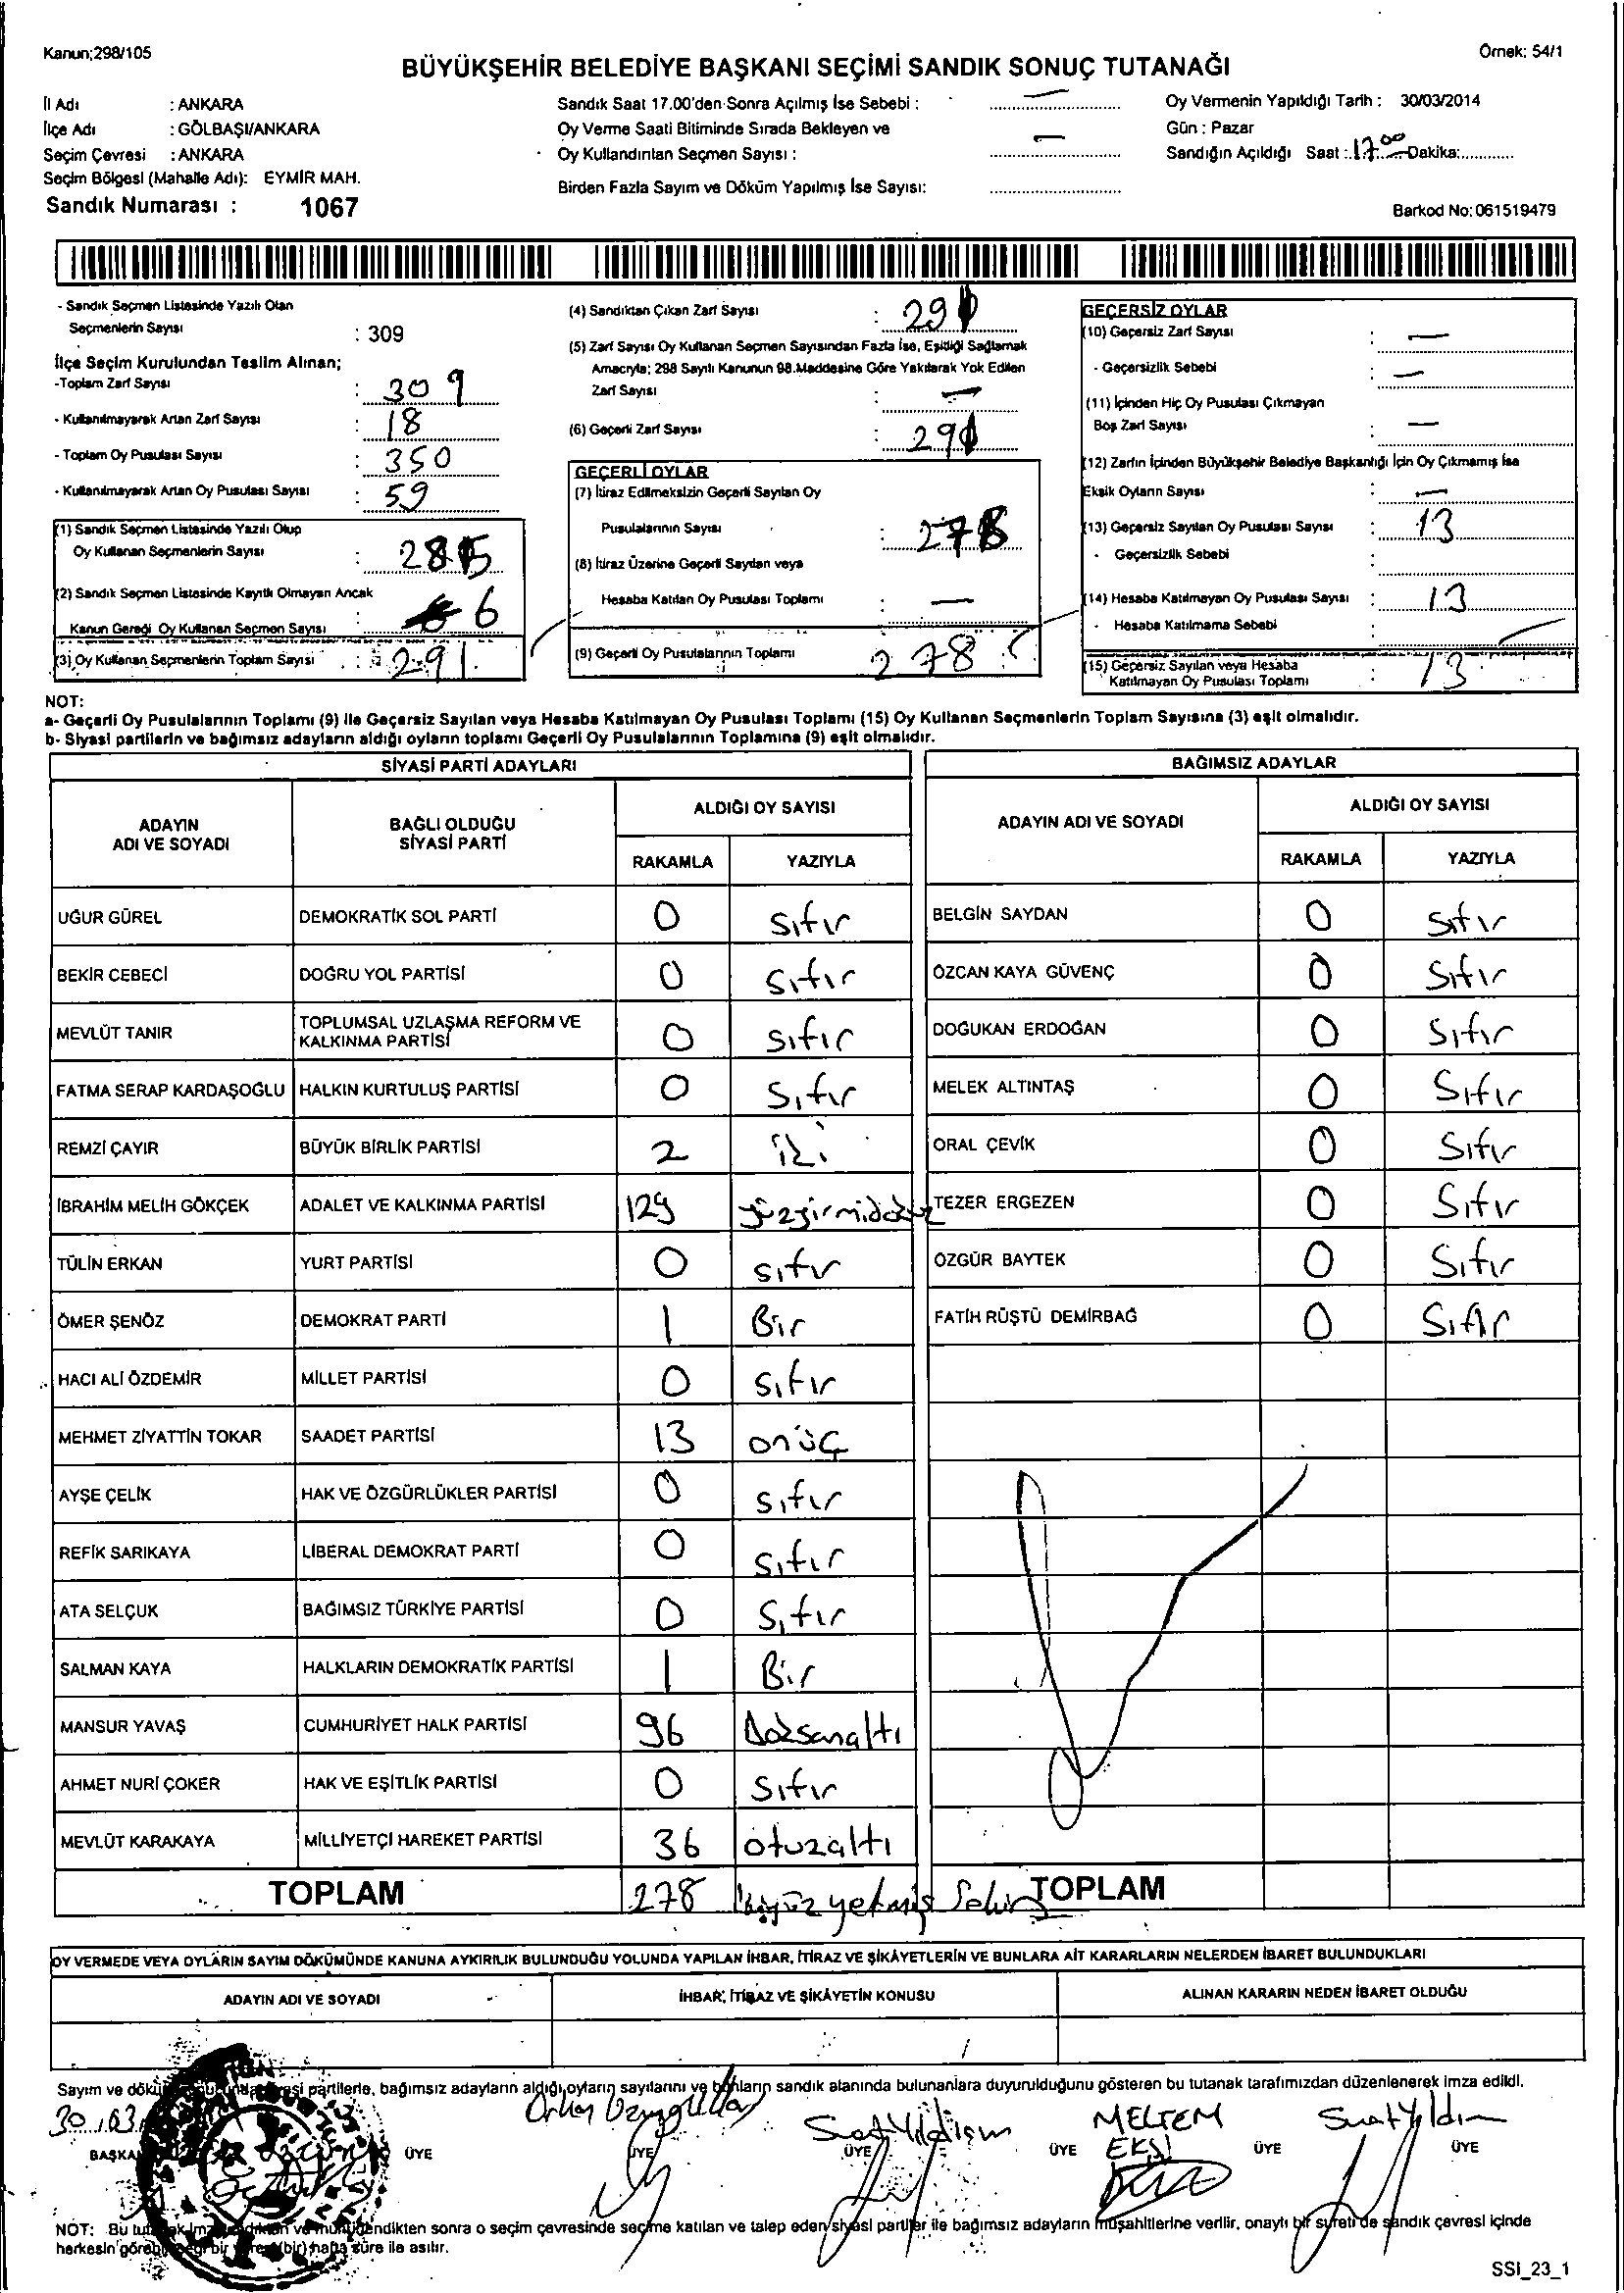 Kanun;298/105
Örnek: 54/1
BÜYÜKŞEHİR BELEDİYE BAŞKANI SEÇİMİ SANDIK SONUÇ TUTANAĞI
İl Adı : ANKARA
İlçe Adı : GÖLBAŞI/ANKARA
Seçim Çevresi : ANKARA
Seçim Bölgesi (Mahalle Adı): EYMİR MAH.
Sandık Numarası : 1067
Sandık Saat 17.00'den Sonra Açılmış İse Sebebi : —
Oy Verme Saati Bitiminde Sırada Bekleyen ve
Oy Kullandırılan Seçmen Sayısı : —
Birden Fazla Sayım ve Döküm Yapılmış İse Sayısı:
Oy Vermenin Yapıldığı Tarih : 30/03/2014
Gün : Pazar
Sandığın Açıldığı Saat : 17 00 Dakika:
Barkod No: 061519479
- Sandık Seçmen Listesinde Yazılı Olan
Seçmenlerin Sayısı : 309
İlçe Seçim Kurulundan Teslim Alınan;
-Toplam Zarf Sayısı : 309
- Kullanılmayarak Artan Zarf Sayısı : 18
- Toplam Oy Pusulası Sayısı : 350
- Kullanılmayarak Artan Oy Pusulası Sayısı : 59
(1) Sandık Seçmen Listesinde Yazılı Olup
Oy Kullanan Seçmenlerin Sayısı : 285
(2) Sandık Seçmen Listesinde Kayıtlı Olmayan Ancak
Kanun Gereği Oy Kullanan Seçmen Sayısı : 6
(3) Oy Kullanan Seçmenlerin Toplam Sayısı : 291
(4) Sandıktan Çıkan Zarf Sayısı : 291
(5) Zarf Sayısı Oy Kullanan Seçmen Sayısından Fazla İse, Eşitliği Sağlamak
Amacıyla; 298 Sayılı Kanunun 98.Maddesine Göre Yakılarak Yok Edilen
Zarf Sayısı : —
(6) Geçerli Zarf Sayısı : 291
GEÇERLİ OYLAR
(7) İtiraz Edilmeksizin Geçerli Sayılan Oy
Pusulalarının Sayısı : 278
(8) İtiraz Üzerine Geçerli Sayılan veya
Hesaba Katılan Oy Pusulası Toplamı : —
(9) Geçerli Oy Pusulalarının Toplamı 278
GEÇERSİZ OYLAR
(10) Geçersiz Zarf Sayısı : —
- Geçersizlik Sebebi : —
(11) İçinden Hiç Oy Pusulası Çıkmayan
Boş Zarf Sayısı : —
(12) Zarfın İçinden Büyükşehir Belediye Başkanlığı İçin Oy Çıkmamış İse
Eksik Oyların Sayısı : —
(13) Geçersiz Sayılan Oy Pusulası Sayısı : 13
- Geçersizlik Sebebi :
(14) Hesaba Katılmayan Oy Pusulası Sayısı : 13
- Hesaba Katılmama Sebebi :
(15) Geçersiz Sayılan veya Hesaba
Katılmayan Oy Pusulası Toplamı : 13
NOT:
a- Geçerli Oy Pusulalarının Toplamı (9) ile Geçersiz Sayılan veya Hesaba Katılmayan Oy Pusulası Toplamı (15) Oy Kullanan Seçmenlerin Toplam Sayısına (3) eşit olmalıdır.
b- Siyasi partilerin ve bağımsız adayların aldığı oyların toplamı Geçerli Oy Pusulalarının Toplamına (9) eşit olmalıdır.
SİYASİ PARTİ ADAYLARI
ADAYIN ADI VE SOYADI BAĞLI OLDUĞU SİYASİ PARTİ ALDIĞI OY SAYISI
RAKAMLA YAZIYLA
UĞUR GÜREL DEMOKRATİK SOL PARTİ 0 sıfır
BEKİR CEBECİ DOĞRU YOL PARTİSİ 0 sıfır
MEVLÜT TANIR TOPLUMSAL UZLAŞMA REFORM VE KALKINMA PARTİSİ 0 sıfır
FATMA SERAP KARDAŞOĞLU HALKIN KURTULUŞ PARTİSİ 0 sıfır
REMZİ ÇAYIR BÜYÜK BİRLİK PARTİSİ 2 iki
İBRAHİM MELİH GÖKÇEK ADALET VE KALKINMA PARTİSİ 129 yüzyirmidokuz
TÜLİN ERKAN YURT PARTİSİ 0 sıfır
ÖMER ŞENÖZ DEMOKRAT PARTİ 1 Bir
HACI ALİ ÖZDEMİR MİLLET PARTİSİ 0 sıfır
MEHMET ZİYATTİN TOKAR SAADET PARTİSİ 13 onüç
AYŞE ÇELİK HAK VE ÖZGÜRLÜKLER PARTİSİ 0 sıfır
REFİK SARIKAYA LİBERAL DEMOKRAT PARTİ 0 sıfır
ATA SELÇUK BAĞIMSIZ TÜRKİYE PARTİSİ 0 sıfır
SALMAN KAYA HALKLARIN DEMOKRATİK PARTİSİ 1 Bir
MANSUR YAVAŞ CUMHURİYET HALK PARTİSİ 96 Doksanaltı
AHMET NURİ ÇOKER HAK VE EŞİTLİK PARTİSİ 0 sıfır
MEVLÜT KARAKAYA MİLLİYETÇİ HAREKET PARTİSİ 36 otuzaltı
TOPLAM 278 ikiyüz yetmiş Sekiz
BAĞIMSIZ ADAYLAR
ADAYIN ADI VE SOYADI ALDIĞI OY SAYISI
RAKAMLA YAZIYLA
BELGİN SAYDAN 0 sıfır
ÖZCAN KAYA GÜVENÇ 0 sıfır
DOĞUKAN ERDOĞAN 0 sıfır
MELEK ALTINTAŞ 0 sıfır
ORAL ÇEVİK 0 sıfır
TEZER ERGEZEN 0 sıfır
ÖZGÜR BAYTEK 0 sıfır
FATİH RÜŞTÜ DEMİRBAĞ 0 sıfır
TOPLAM
OY VERMEDE VEYA OYLARIN SAYIM DÖKÜMÜNDE KANUNA AYKIRILIK BULUNDUĞU YOLUNDA YAPILAN İHBAR, İTİRAZ VE ŞİKÂYETLERİN VE BUNLARA AİT KARARLARIN NELERDEN İBARET BULUNDUKLARI
ADAYIN ADI VE SOYADI İHBAR, İTİRAZ VE ŞİKÂYETİN KONUSU ALINAN KARARIN NEDEN İBARET OLDUĞU
Sayım ve partilerle, bağımsız adayların aldığı oyların sayılarını ve bunların sandık alanında bulunanlara duyurulduğunu gösteren bu tutanak tarafımızdan düzenlenerek imza edildi.
30.03
Suat Yıldırım MELTEM EKŞİ Suat Yıldırım
BAŞKAN ÜYE ÜYE ÜYE ÜYE ÜYE ÜYE
NOT: Bu sonra o seçim çevresinde seçime katılan ve talep eden siyasi partiler ile bağımsız adayların müşahitlerine verilir, onaylı bir sureti de sandık çevresi içinde
herkesin bir (bir) hafta süre ile asılır.
SSI_23_1